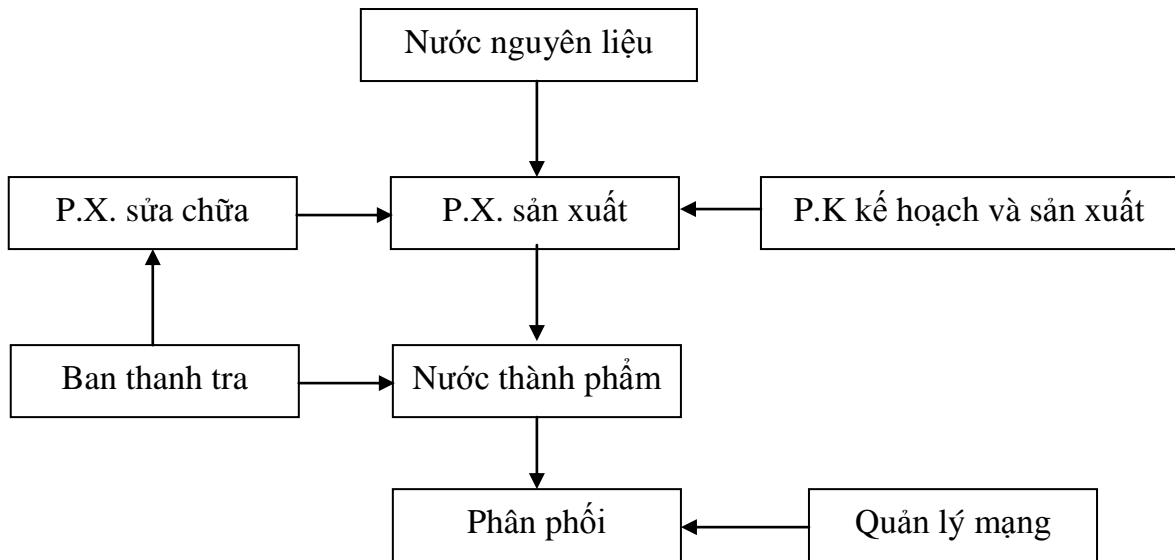 Nước nguyên liệu
P.X. sửa chữa
P.X. sản xuất
P.K kế hoạch và sản xuất
Ban thanh tra
Nước thành phẩm
Phân phối
Quản lý mạng